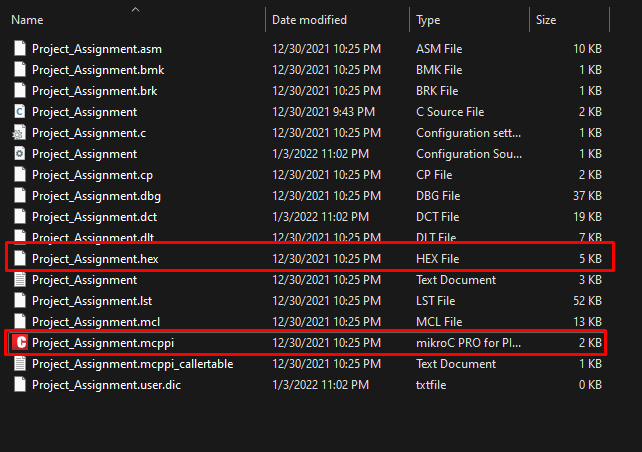 Name Date modified Type Size
Project_Assignment.asm 12/30/2021 10:25 PM ASM File 10 KB
Project_Assignment.bmk 12/30/2021 10:25 PM BMK File 1 KB
Project_Assignment.brk 12/30/2021 10:25 PM BRK File 1 KB
Project_Assignment 12/30/2021 9:43 PM C Source File 2 KB
Project_Assignment.c 12/30/2021 10:25 PM Configuration sett... 1 KB
Project_Assignment 1/3/2022 11:02 PM Configuration Sou... 1 KB
Project_Assignment.cp 12/30/2021 10:25 PM CP File 2 KB
Project_Assignment.dbg 12/30/2021 10:25 PM DBG File 37 KB
Project_Assignment.dct 1/3/2022 11:02 PM DCT File 19 KB
Project_Assignment.dlt 12/30/2021 10:25 PM DLT File 7 KB
Project_Assignment.hex 12/30/2021 10:25 PM HEX File 5 KB
Project_Assignment 12/30/2021 10:25 PM Text Document 3 KB
Project_Assignment.lst 12/30/2021 10:25 PM LST File 52 KB
Project_Assignment.mcl 12/30/2021 10:25 PM MCL File 13 KB
Project_Assignment.mcppi 12/30/2021 10:25 PM mikroC PRO for PI... 2 KB
Project_Assignment.mcppi_callertable 12/30/2021 10:25 PM Text Document 1 KB
Project_Assignment.user.dic 1/3/2022 11:02 PM txtfile 0 KB